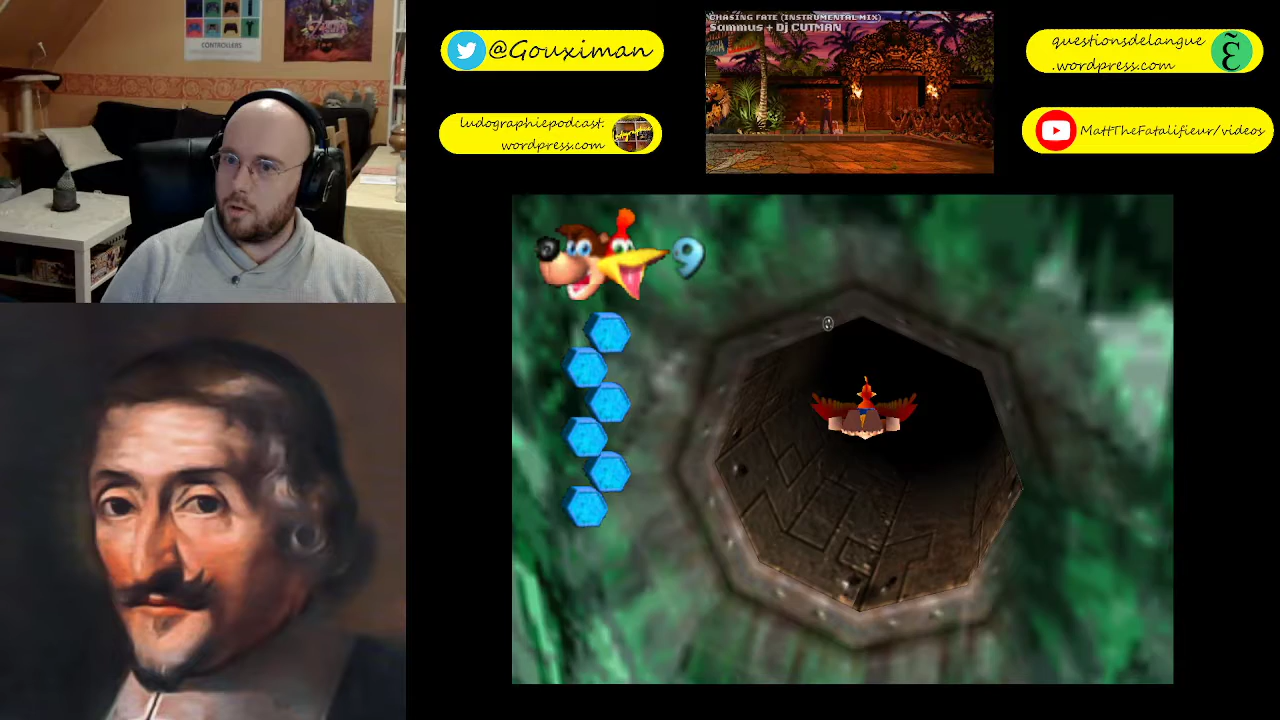 CONTROLLERS
@Gouximan
ludographiepodcast.
wordpress.com
CHASING FATE (INSTRUMENTAL MIX)
Sammus + Dj CUTMAN
questionsdelangue
.wordpress.com
MattTheFatalifieur/videos
9